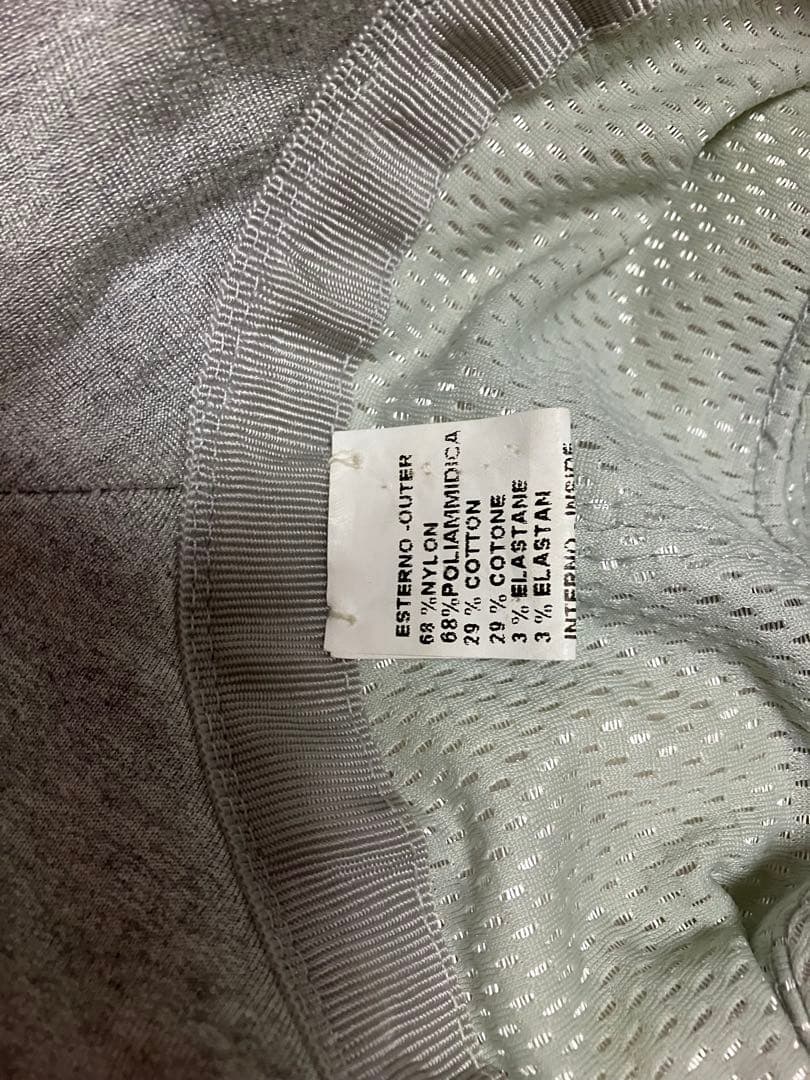 ESTERNO -OUTER
68 %NYLON
68%POLIAMMIDICA
29 % COTTON
29 % COTONE
3 % ELASTANE
3 % ELASTAN
INTERNO INSIDE